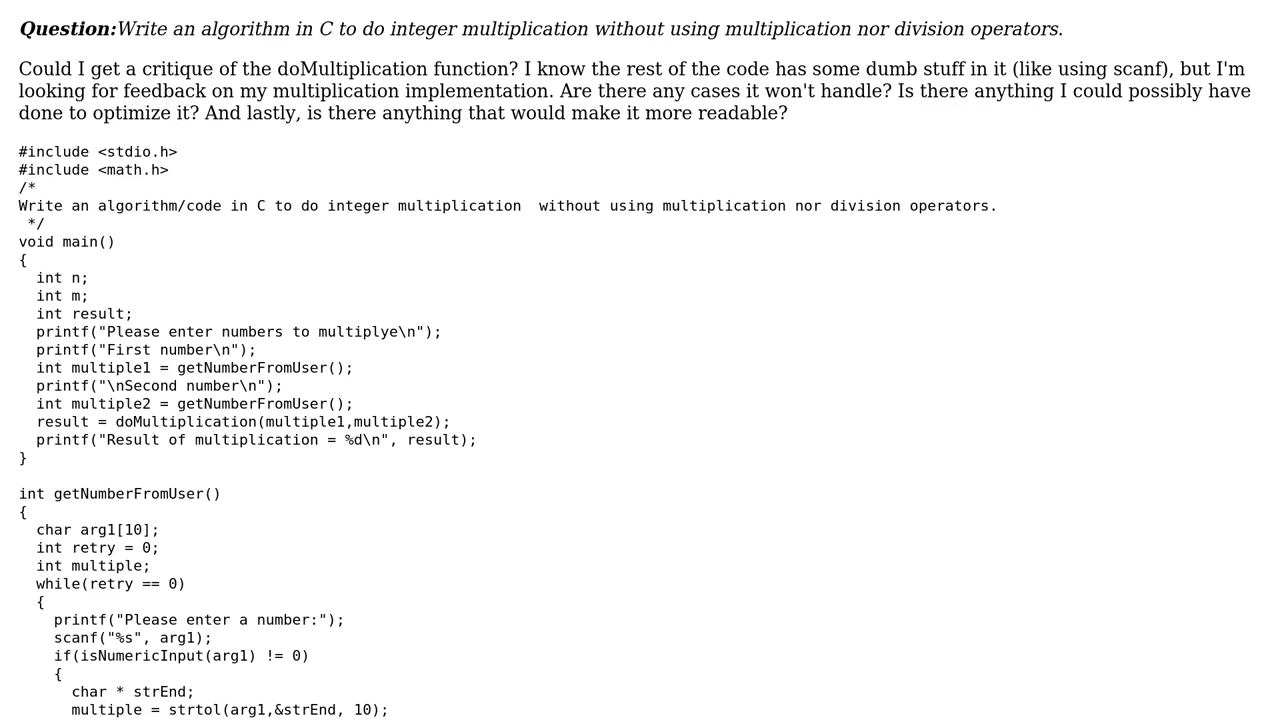 Question:Write an algorithm in C to do integer multiplication without using multiplication nor division operators.
Could I get a critique of the doMultiplication function? I know the rest of the code has some dumb stuff in it (like using scanf), but I'm
looking for feedback on my multiplication implementation. Are there any cases it won't handle? Is there anything I could possibly have
done to optimize it? And lastly, is there anything that would make it more readable?
#include <stdio.h>
#include <math.h>
/*
Write an algorithm/code in C to do integer multiplication  without using multiplication nor division operators.
 */
void main()
{
  int n;
  int m;
  int result;
  printf("Please enter numbers to multiplye\n");
  printf("First number\n");
  int multiple1 = getNumberFromUser();
  printf("\nSecond number\n");
  int multiple2 = getNumberFromUser();
  result = doMultiplication(multiple1,multiple2);
  printf("Result of multiplication = %d\n", result);
}

int getNumberFromUser()
{
  char arg1[10];
  int retry = 0;
  int multiple;
  while(retry == 0)
  {
    printf("Please enter a number:");
    scanf("%s", arg1);
    if(isNumericInput(arg1) != 0)
    {
      char * strEnd;
      multiple = strtol(arg1,&strEnd, 10);